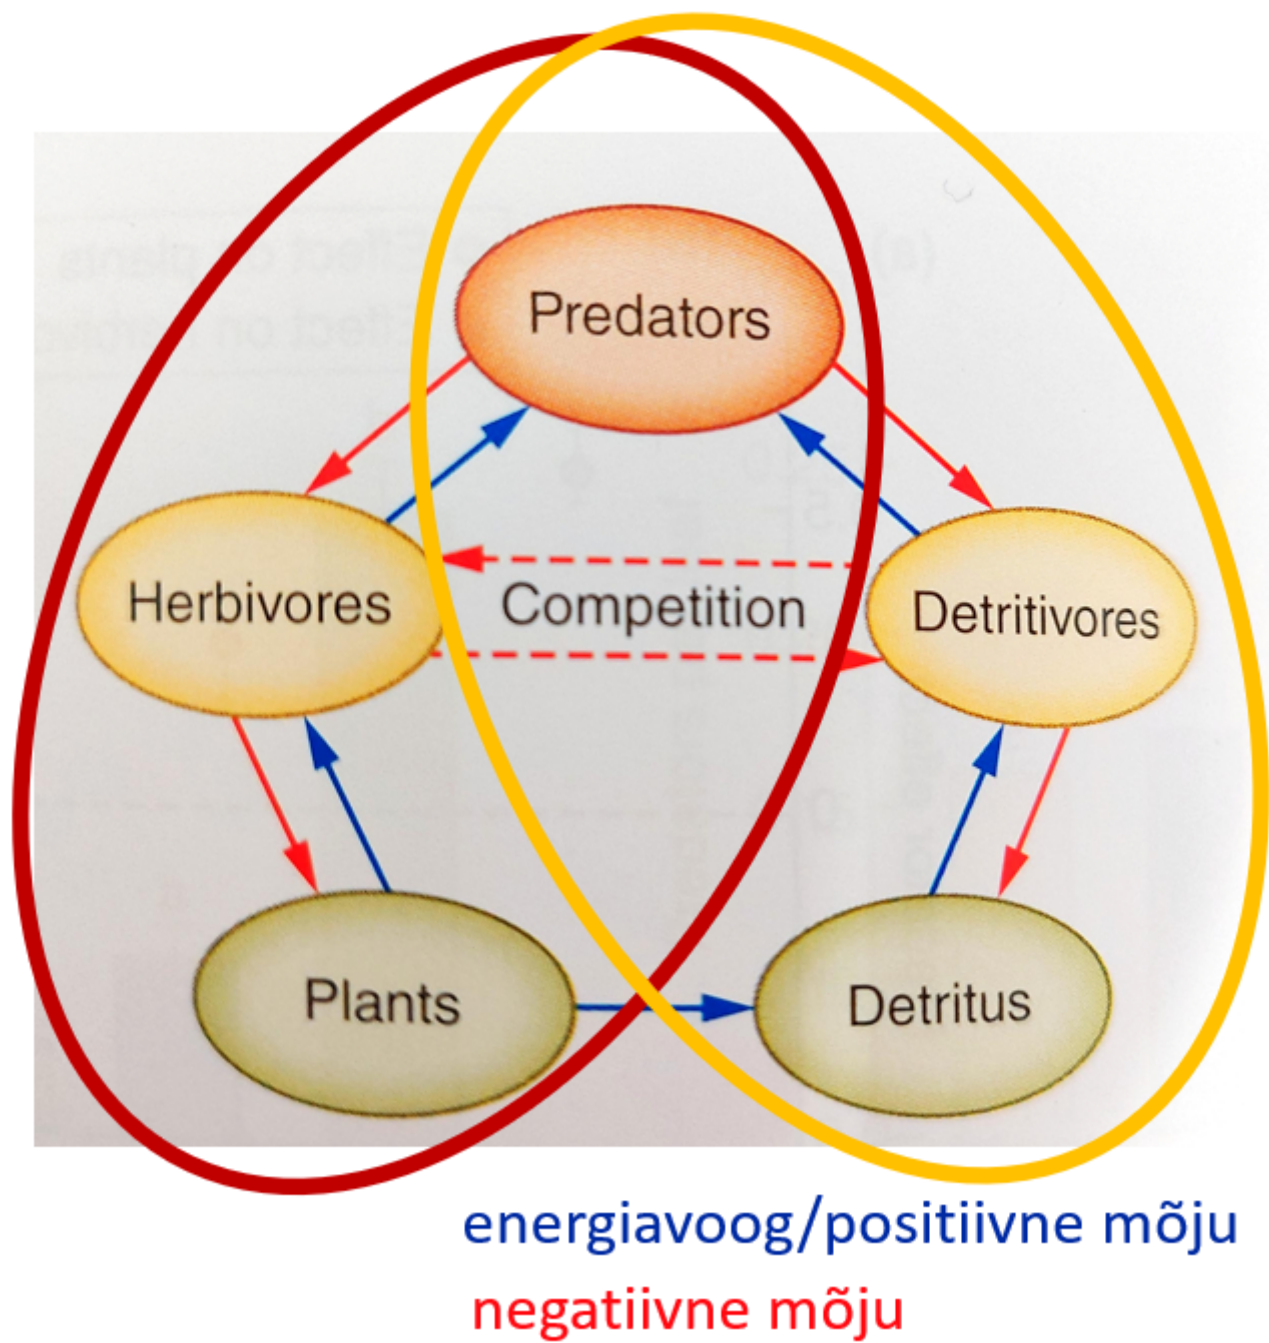 Predators
Herbivores
Competition
Detritivores
Plants
Detritus
energiavoog/positiivne mõju
negatiivne mõju